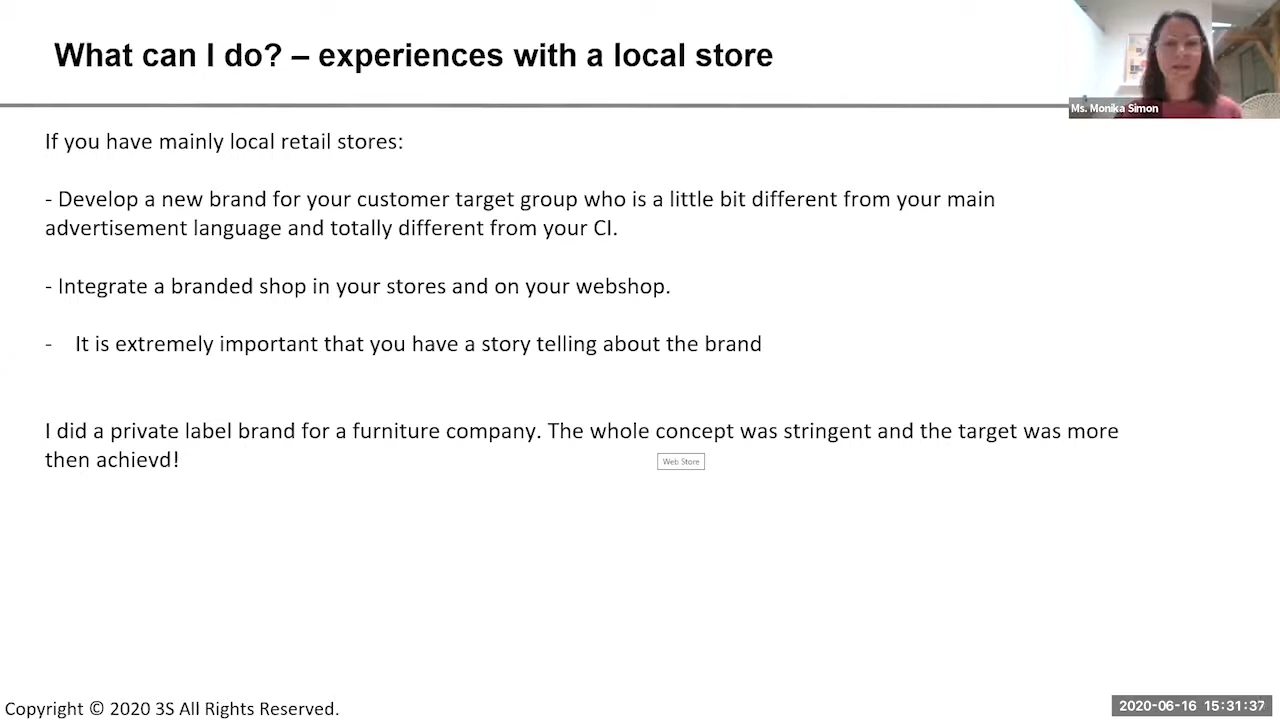 What can I do? – experiences with a local store
Ms. Monika Simon
If you have mainly local retail stores:
- Develop a new brand for your customer target group who is a little bit different from your main
advertisement language and totally different from your CI.
- Integrate a branded shop in your stores and on your webshop.
- It is extremely important that you have a story telling about the brand
I did a private label brand for a furniture company. The whole concept was stringent and the target was more
then achievd!
Web Store
Copyright © 2020 3S All Rights Reserved.
2020-06-16 15:31:37